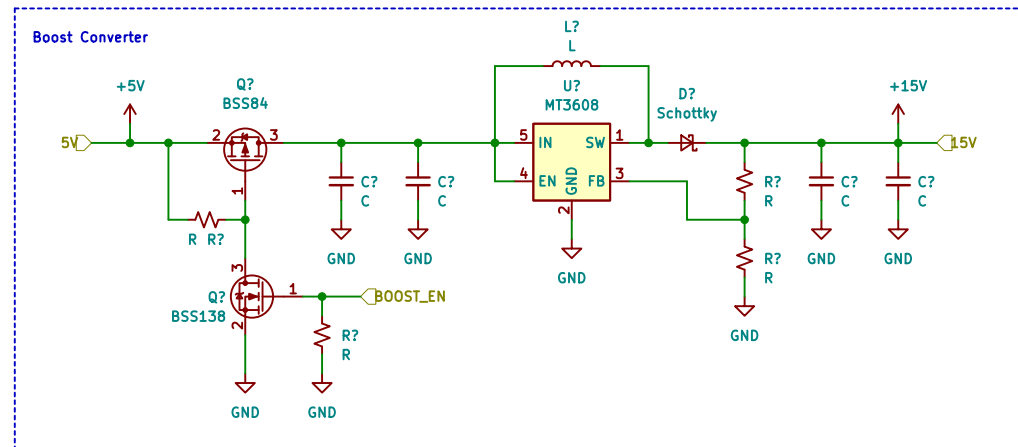 Boost Converter
L?
L
U?
MT3608
+5V
Q?
BSS84
D?
Schottky
+15V
5V
2
3
5
IN
SW
1
15V
1
4
EN
GND
FB
3
2
C?
C
C?
C
R?
R
C?
C
C?
C
R R?
GND
GND
GND
R?
R
GND
GND
3
Q?
BSS138
1
BOOST_EN
2
R?
R
GND
GND
GND